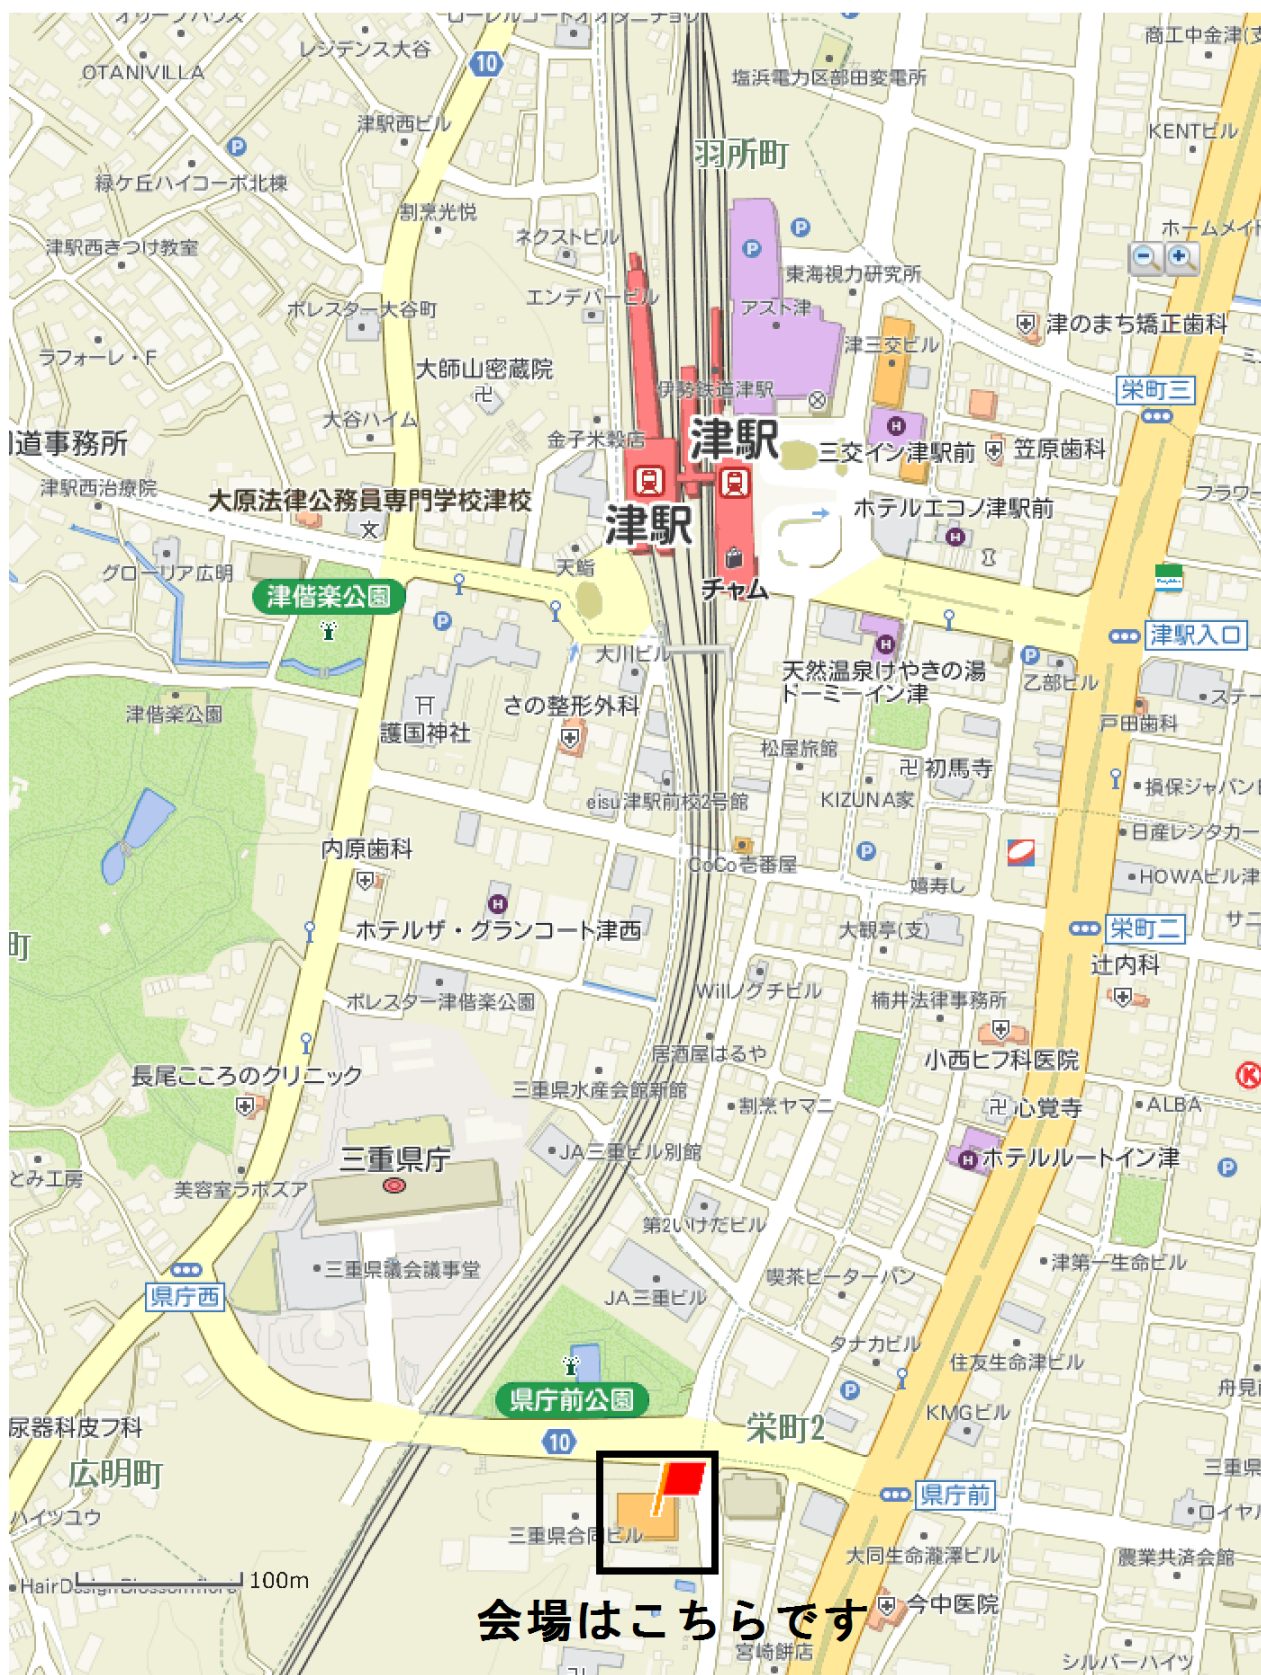 オリーブハウス
ローレルコートオオタニチョウ
レジデンス大谷
商工中金津(支
OTANIVILLA
10
塩浜電力区部田変電所
津駅西ビル
KENTビル
P
羽所町
緑ケ丘ハイコーポ北棟
割烹光悦
ネクストビル
P
ホームメイト
津駅西きつけ教室
P
東海視力研究所
エンデバービル
ポレスター大谷町
アスト津
津のまち矯正歯科
ラフォーレ・F
津三交ビル
大師山密蔵院
伊勢鉄道津駅
栄町三
大谷ハイム
金子米穀店
津駅
H
道事務所
三交イン津駅前
笠原歯科
津駅西治療院
大原法律公務員専門学校津校
津駅
ホテルエコノ津駅前
フラワー
文
H
グローリア広明
天鮨
チャム
津偕楽公園
P
津駅入口
大川ビル
H
天然温泉けやきの湯
ドーミーイン津
P
乙部ビル
ステー
津偕楽公園
さの整形外科
戸田歯科
護国神社
松屋旅館
初馬寺
eisu津駅前校2号館
KIZUNA家
損保ジャパン日
日産レンタカー
内原歯科
CoCo壱番屋
P
嬉寿し
HOWAビル津
H
ホテルザ・グランコート津西
大観亭(支)
栄町二
サニ
町
辻内科
ポレスター津偕楽公園
Willノグチビル
楠井法律事務所
居酒屋はるや
小西ヒフ科医院
長尾こころのクリニック
三重県水産会館新館
K
割烹ヤマニ
心覚寺
ALBA
三重県庁
JA三重ビル別館
H
ホテルルートイン津
P
とみ工房
美容室ラポズア
第2いけだビル
三重県議会議事堂
喫茶ピーターパン
津第一生命ビル
県庁西
JA三重ビル
タナカビル
住友生命津ビル
県庁前公園
P
舟見
尿器科皮フ科
10
栄町2
KMGビル
広明町
三重県
県庁前
ハイツユウ
三重県合同ビル
ロイヤル
大同生命瀧澤ビル
農業共済会館
HairDesignBlossomflora
100m
会場はこちらです
今中医院
宮崎餅店
シルバーハイツ